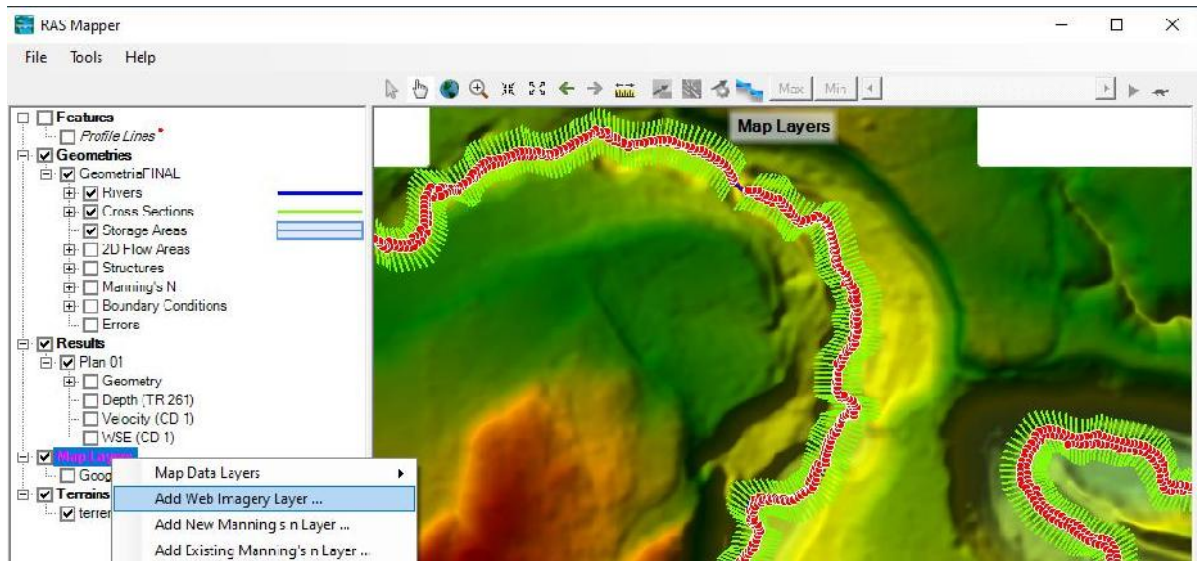 RAS Mapper
File Tools Help
Max Min
Map Layers
Features
Profile Lines
Geometries
GeometriaFINAL
Rivers
Cross Sections
Storage Areas
2D Flow Areas
Structures
Manning's N
Boundary Conditions
Errors
Results
Plan 01
Geometry
Depth (TR 261)
Velocity (CD 1)
WSE (CD 1)
Map Layers
Goog
Map Data Layers
Add Web Imagery Layer ...
Terrains
terrer
Add New Manning's n Layer ...
Add Existing Manning's n Layer ...